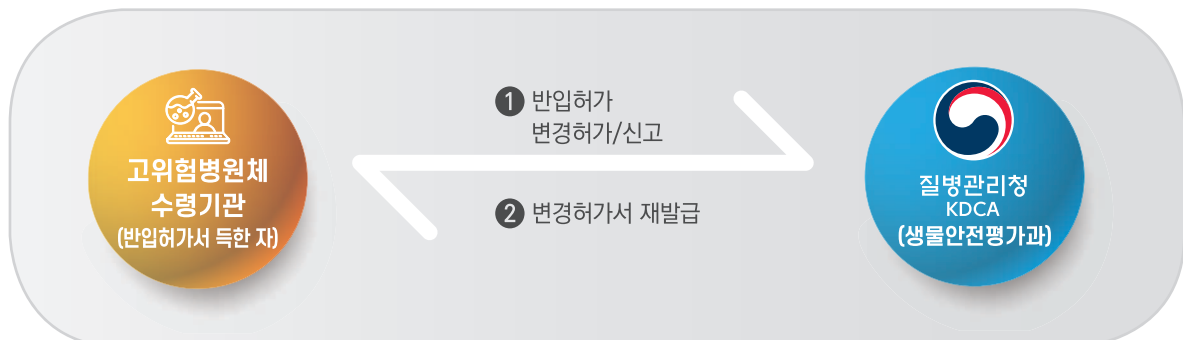 고위험병원체
수령기관
(반입허가서 득한 자)
1 반입허가
변경허가/신고
2 변경허가서 재발급
질병관리청
KDCA
(생물안전평가과)